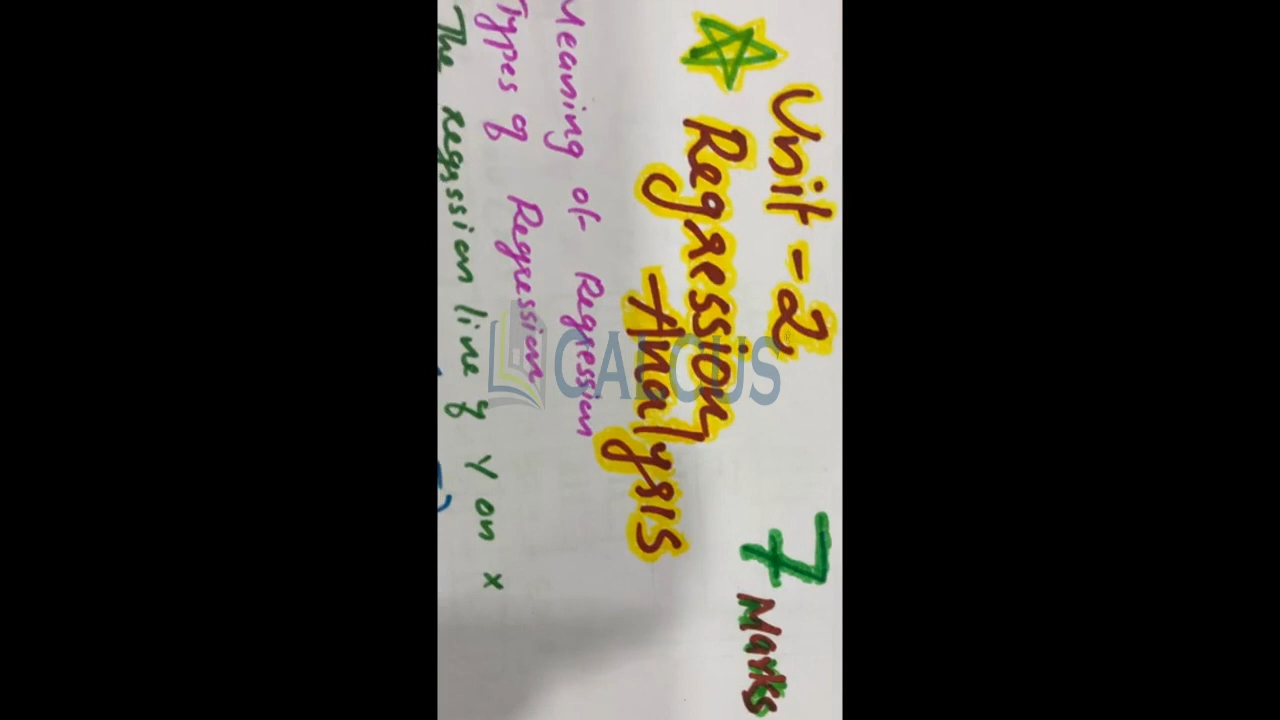 Unit - 2
7 Marks
Regression
Analysis
Meaning of Regression
Types of Regression
The regression line of Y on x
CALCUS